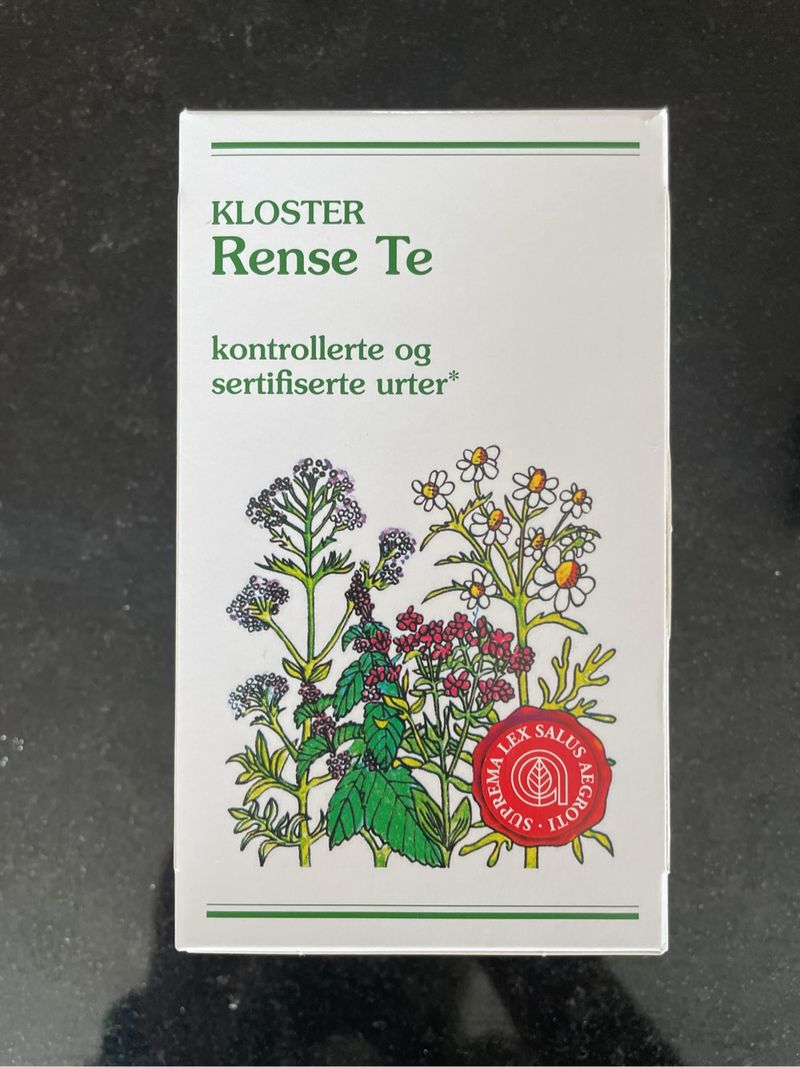 KLOSTER
Rense Te
kontrollerte og
sertifiserte urter*
SUPREMA LEX SALUS AEGROTI ·